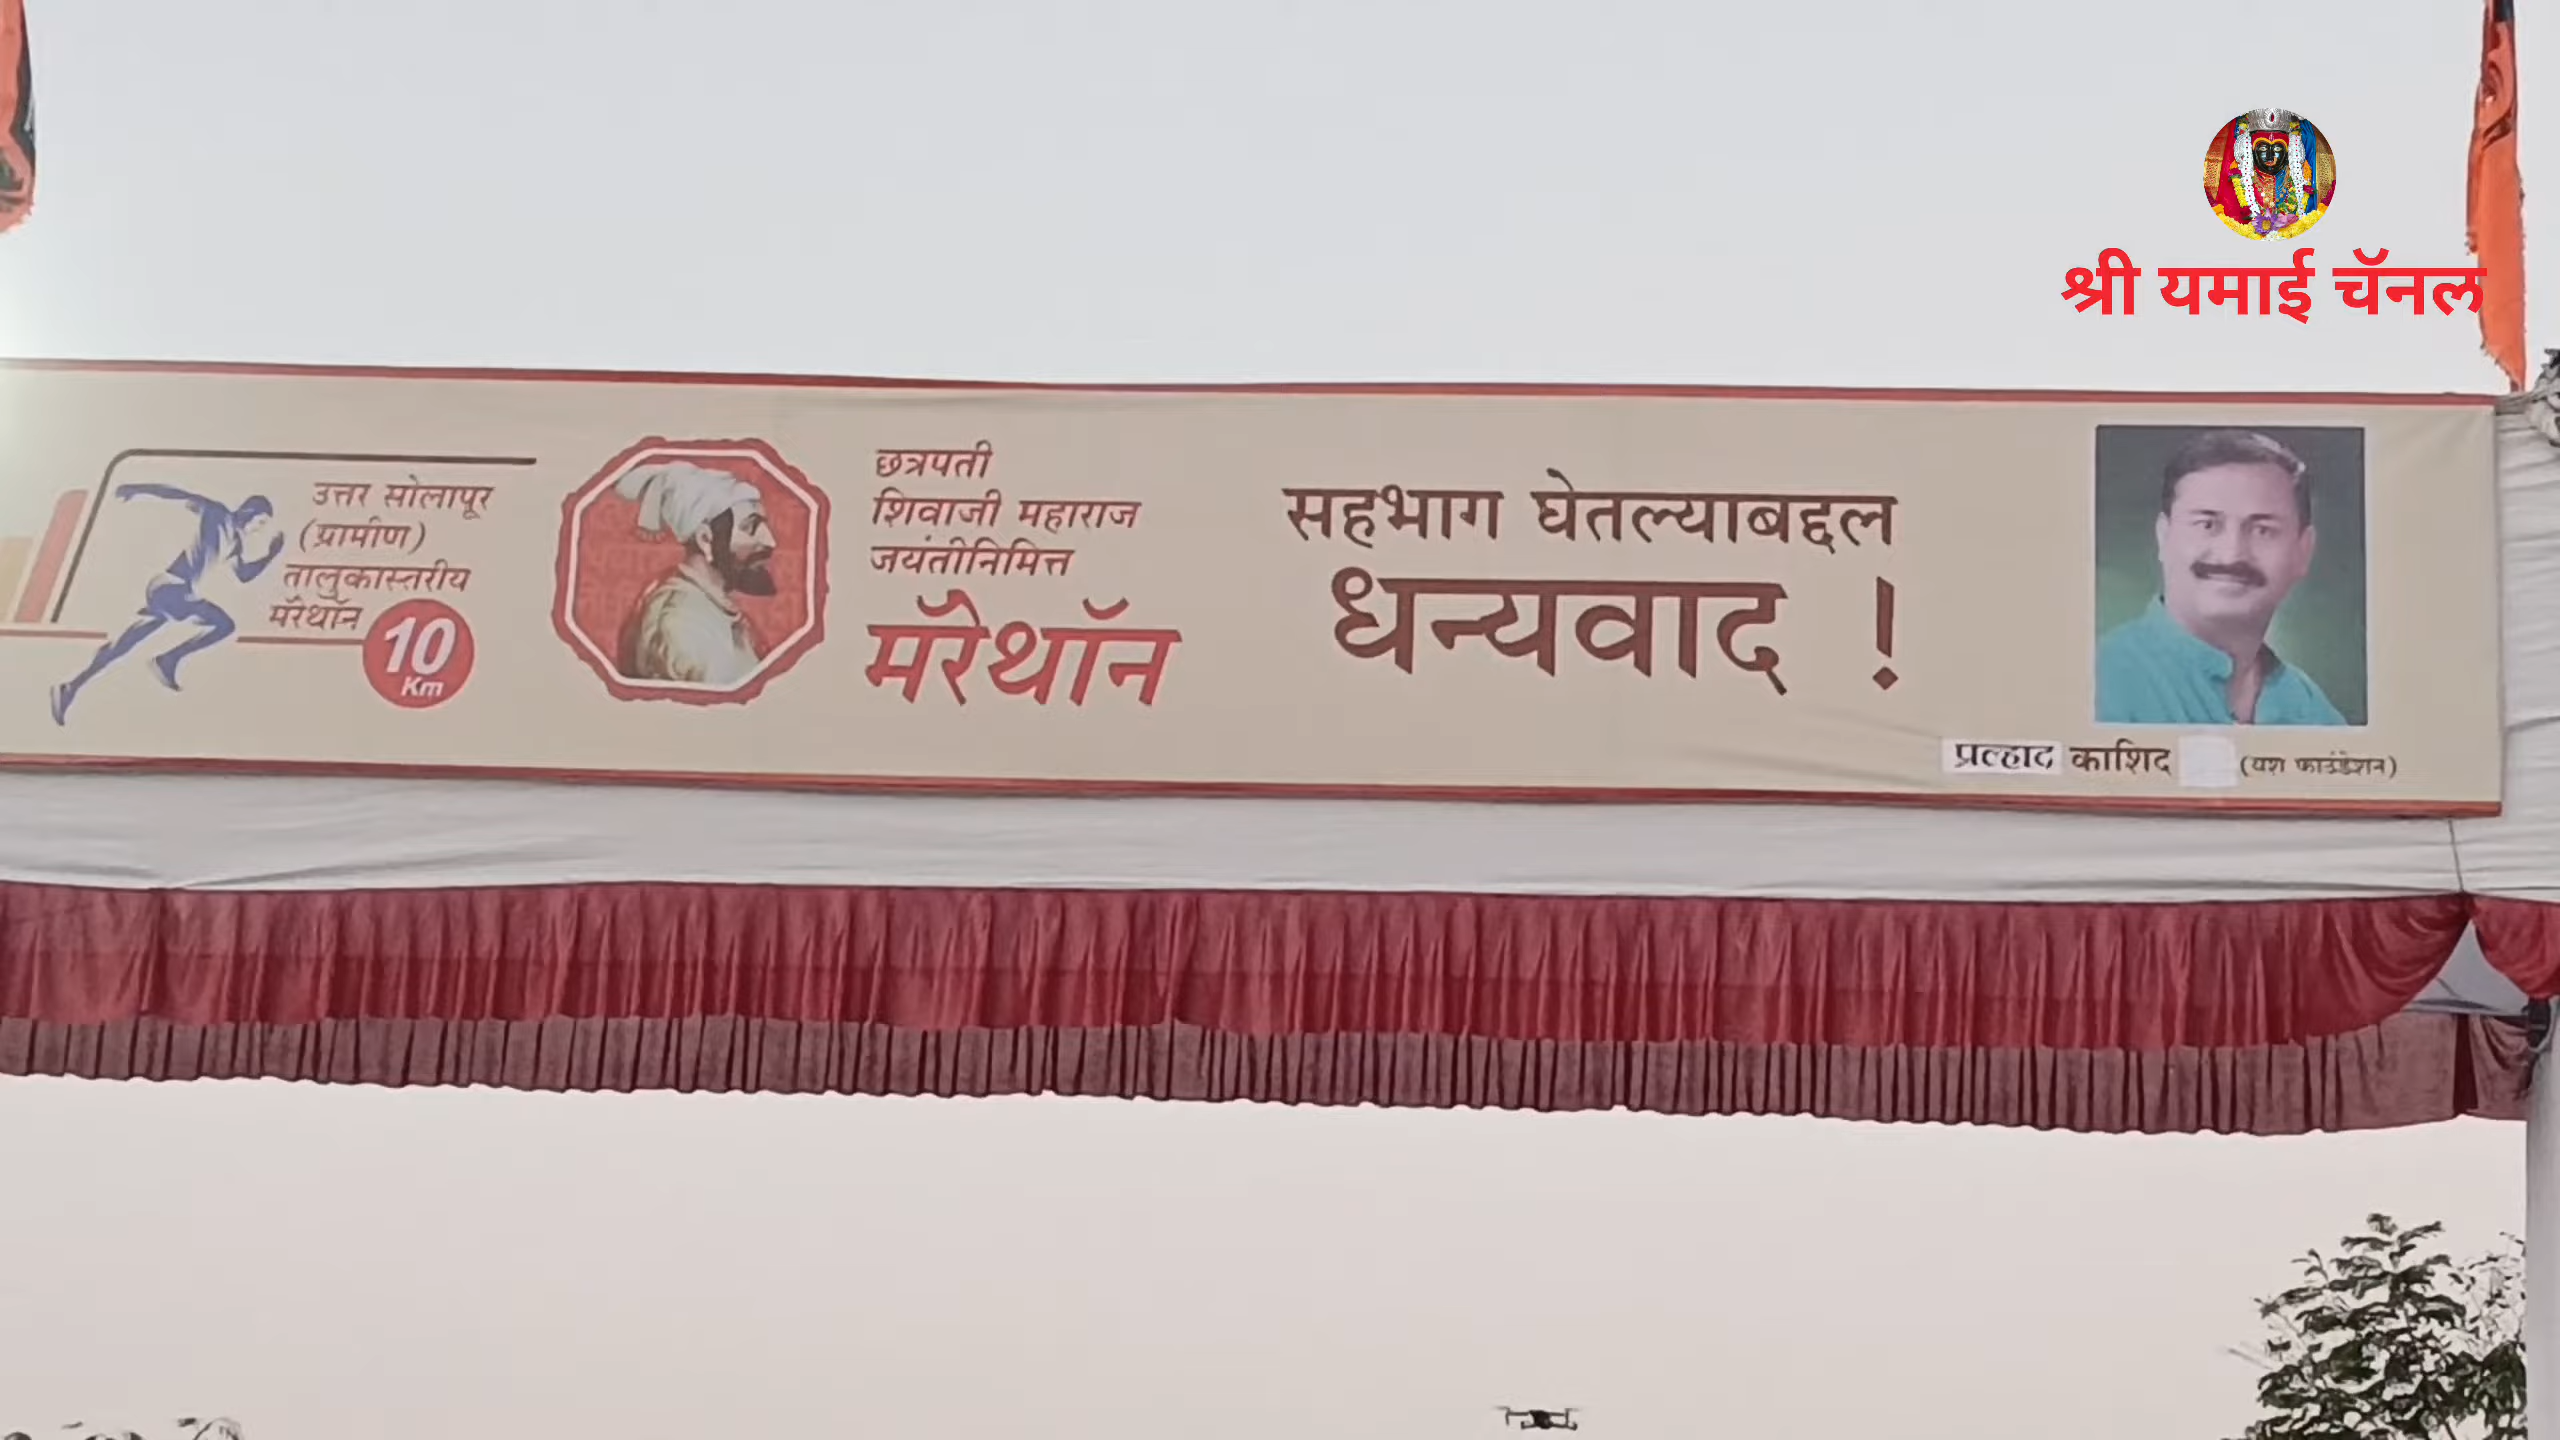 श्री यमाई चॅनल
उत्तर सोलापूर
(ग्रामीण)
तालुकास्तरीय
मॅरेथॉन
10
Km
छत्रपती
शिवाजी महाराज
जयंतीनिमित्त
मॅरेथॉन
सहभाग घेतल्याबद्दल
धन्यवाद !
प्रल्हाद काशिद (यश फाउंडेशन)